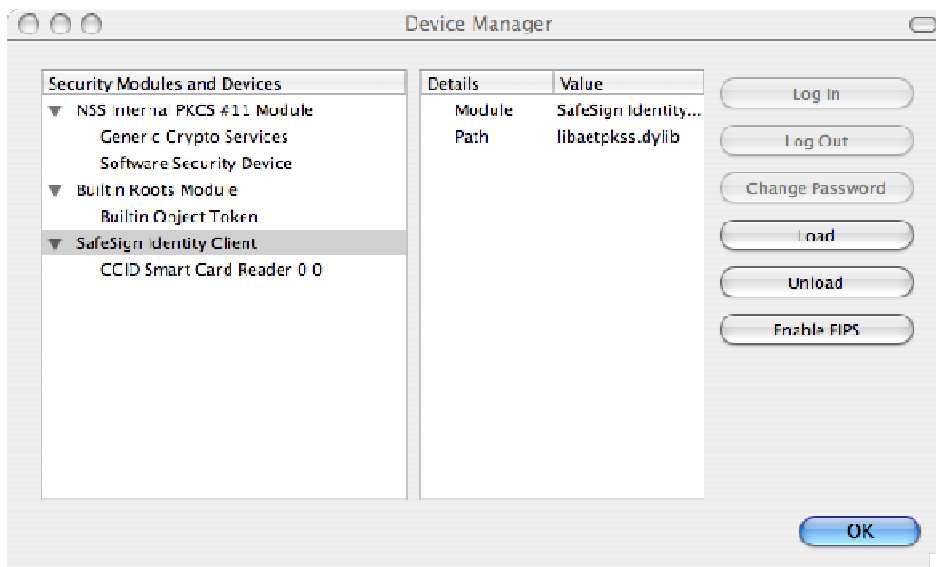 Device Manager
Security Modules and Devices
NSS Internal PKCS #11 Module
Generic Crypto Services
Software Security Device
Builtin Roots Module
Builtin Object Token
SafeSign Identity Client
CCID Smart Card Reader 0 0
Details Value
Module SafeSign Identity...
Path libaetpkss.dylib
Log In
Log Out
Change Password
Load
Unload
Enable FIPS
OK